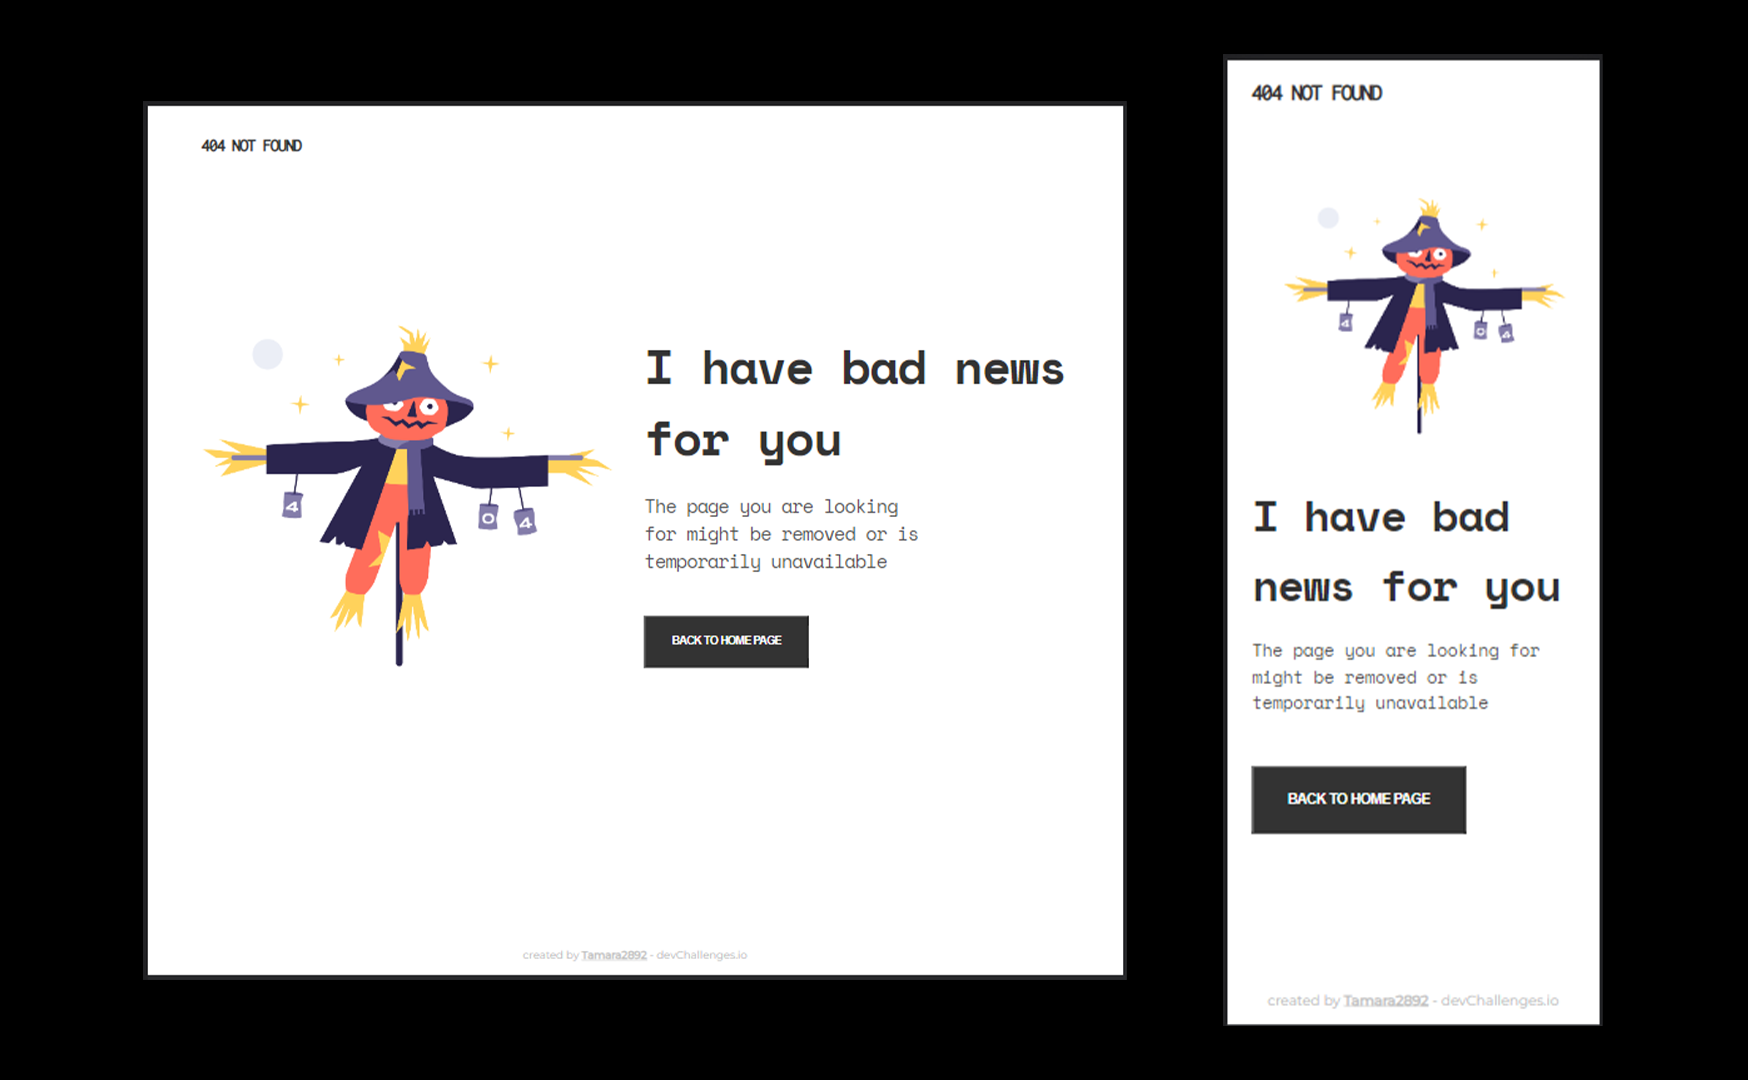 404 NOT FOUND
4
0
4
I have bad news
for you
The page you are looking
for might be removed or is
temporarily unavailable
BACK TO HOME PAGE
created by Tamara2892 - devChallenges.io
404 NOT FOUND
4
0
4
I have bad
news for you
The page you are looking for
might be removed or is
temporarily unavailable
BACK TO HOME PAGE
created by Tamara2892 - devChallenges.io